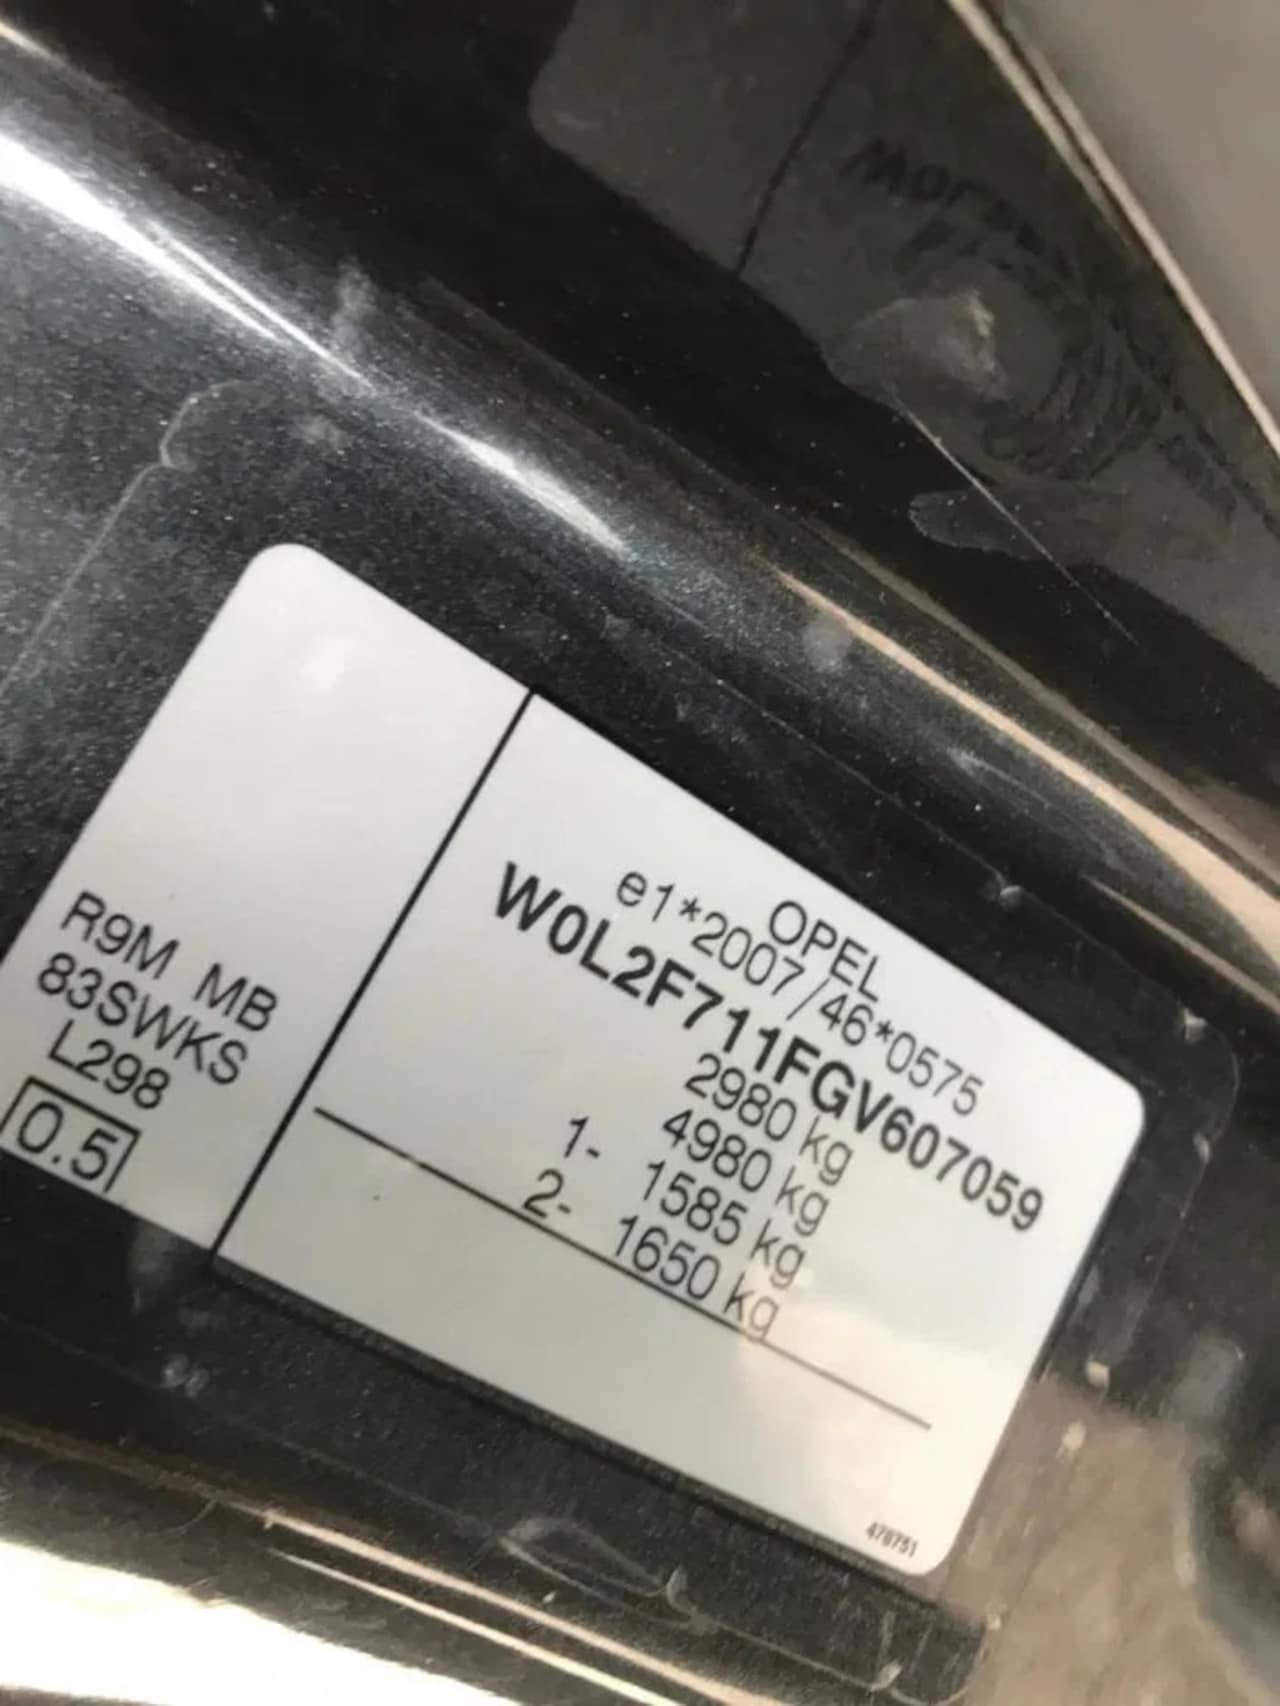 OPEL
e1*2007/46*0575
W0L2F711FGV607059
2980 kg
4980 kg
1- 1585 kg
2- 1650 kg
R9M MB
83SWKS
L298
0.5